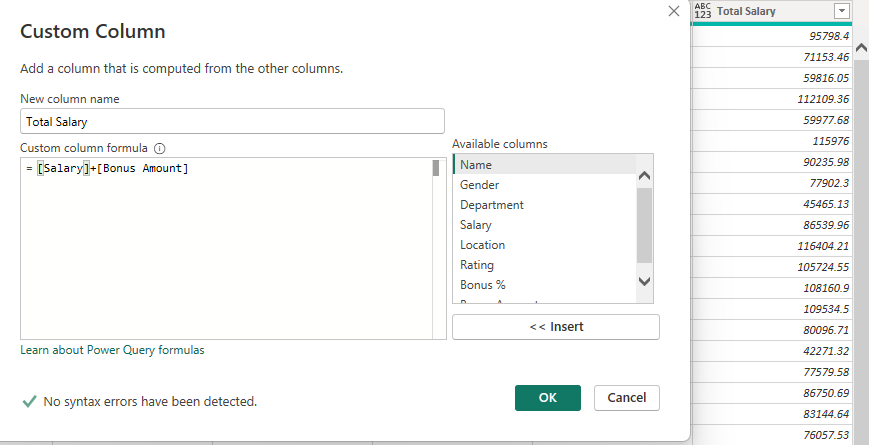 Custom Column
Add a column that is computed from the other columns.
New column name
Total Salary
Custom column formula
= [Salary]+[Bonus Amount]
Available columns
Name
Gender
Department
Salary
Location
Rating
Bonus %
<< Insert
Learn about Power Query formulas
No syntax errors have been detected.
OK
Cancel
ABC
123 Total Salary
95798.4
71153.46
59816.05
112109.36
59977.68
115976
90235.98
77902.3
45465.13
86539.96
116404.21
105724.55
108160.9
109534.5
80096.71
42271.32
77579.58
86750.69
83144.64
76057.53